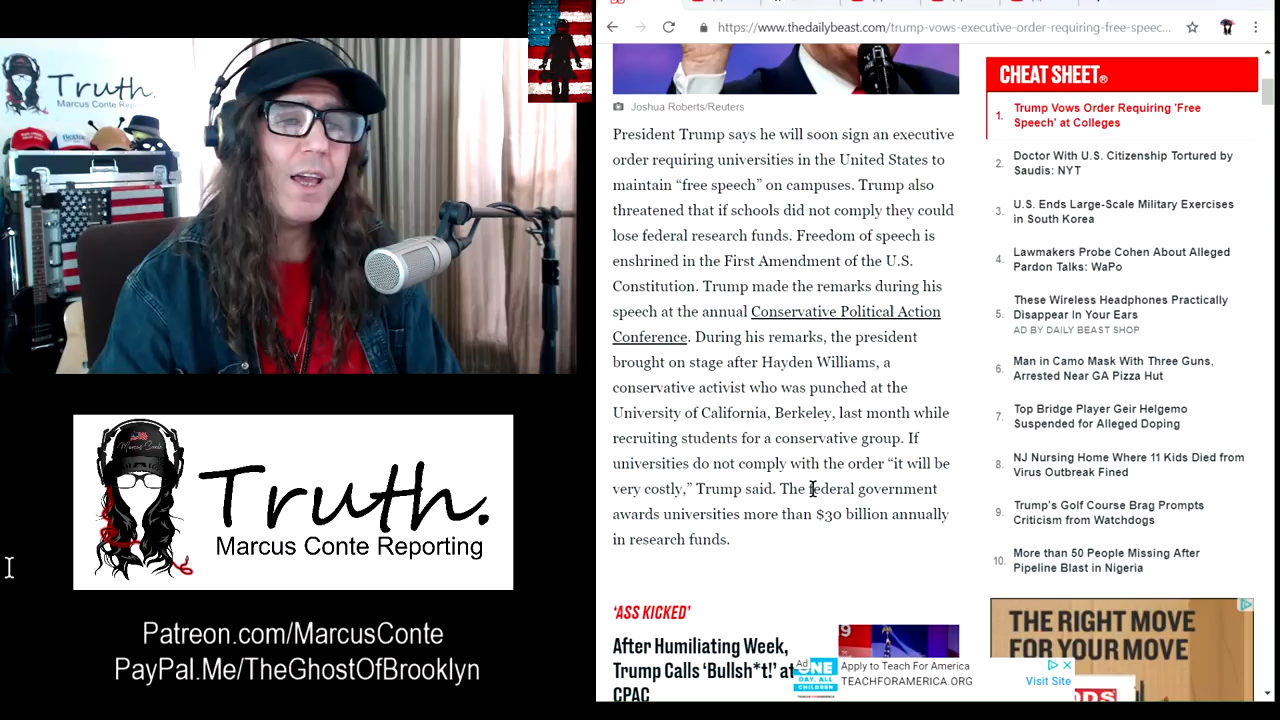 Truth.
Marcus Conte Reporting
Truth.
Marcus Conte Reporting
Patreon.com/MarcusConte
PayPal.Me/TheGhostOfBrooklyn
https://www.thedailybeast.com/trump-vows-executive-order-requiring-free-speec...
Joshua Roberts/Reuters
President Trump says he will soon sign an executive
order requiring universities in the United States to
maintain “free speech” on campuses. Trump also
threatened that if schools did not comply they could
lose federal research funds. Freedom of speech is
enshrined in the First Amendment of the U.S.
Constitution. Trump made the remarks during his
speech at the annual Conservative Political Action
Conference. During his remarks, the president
brought on stage after Hayden Williams, a
conservative activist who was punched at the
University of California, Berkeley, last month while
recruiting students for a conservative group. If
universities do not comply with the order “it will be
very costly,” Trump said. The federal government
awards universities more than $30 billion annually
in research funds.
‘ASS KICKED’
After Humiliating Week,
Trump Calls ‘Bullsh*t!’ at
CPAC
CHEAT SHEET®
1. Trump Vows Order Requiring 'Free
Speech' at Colleges
2. Doctor With U.S. Citizenship Tortured by
Saudis: NYT
3. U.S. Ends Large-Scale Military Exercises
in South Korea
4. Lawmakers Probe Cohen About Alleged
Pardon Talks: WaPo
5. These Wireless Headphones Practically
Disappear In Your Ears
AD BY DAILY BEAST SHOP
6. Man in Camo Mask With Three Guns,
Arrested Near GA Pizza Hut
7. Top Bridge Player Geir Helgemo
Suspended for Alleged Doping
8. NJ Nursing Home Where 11 Kids Died from
Virus Outbreak Fined
9. Trump's Golf Course Brag Prompts
Criticism from Watchdogs
10. More than 50 People Missing After
Pipeline Blast in Nigeria
THE RIGHT MOVE
FOR YOUR MOVE
Ad
ONE
DAY, ALL
CHILDREN
Apply to Teach For America
TEACHFORAMERICA.ORG
Visit Site